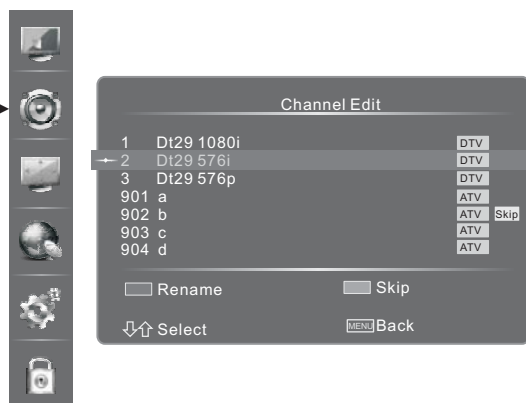 Channel Edit
1 Dt29 1080i DTV
2 Dt29 576i DTV
3 Dt29 576p DTV
901 a ATV
902 b ATV Skip
903 c ATV
904 d ATV
Rename Skip
Select MENU Back